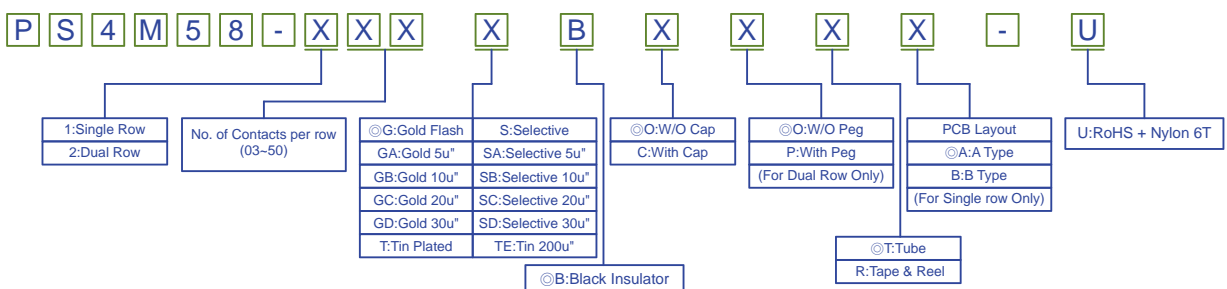 PS4M58-XXX X B X X X X - U
1:Single Row
2:Dual Row
No. of Contacts per row
(03~50)
◎G:Gold Flash S:Selective
GA:Gold 5u" SA:Selective 5u"
GB:Gold 10u" SB:Selective 10u"
GC:Gold 20u" SC:Selective 20u"
GD:Gold 30u" SD:Selective 30u"
T:Tin Plated TE:Tin 200u"
◎B:Black Insulator
◎O:W/O Cap
C:With Cap
◎O:W/O Peg
P:With Peg
(For Dual Row Only)
◎T:Tube
R:Tape & Reel
PCB Layout
◎A:A Type
B:B Type
(For Single row Only)
U:RoHS + Nylon 6T